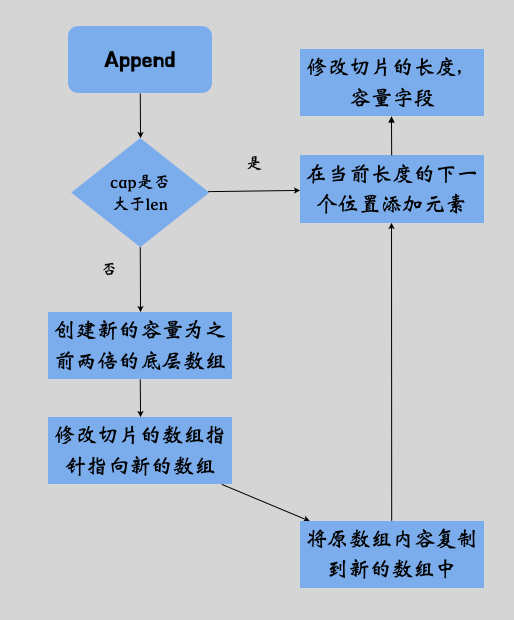 Append
修改切片的长度,
容量字段
cap是否
大于len
是
在当前长度的下一
个位置添加元素
否
创建新的容量为之
前两倍的底层数组
修改切片的数组指
针指向新的数组
将原数组内容复制
到新的数组中